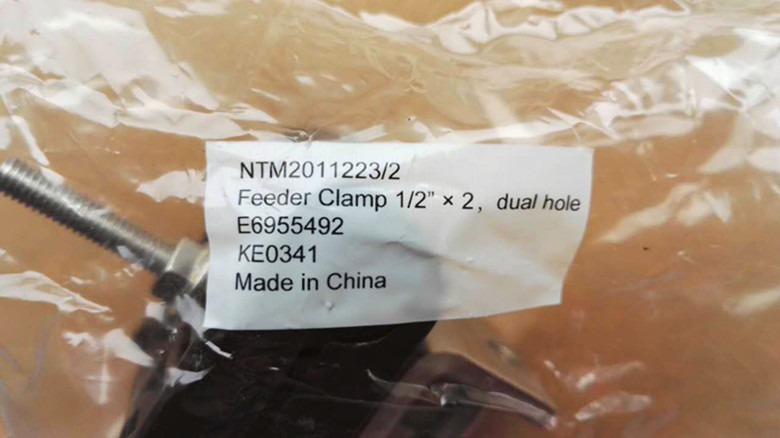 NTM2011223/2
Feeder Clamp 1/2” × 2，dual hole
E6955492
KE0341
Made in China